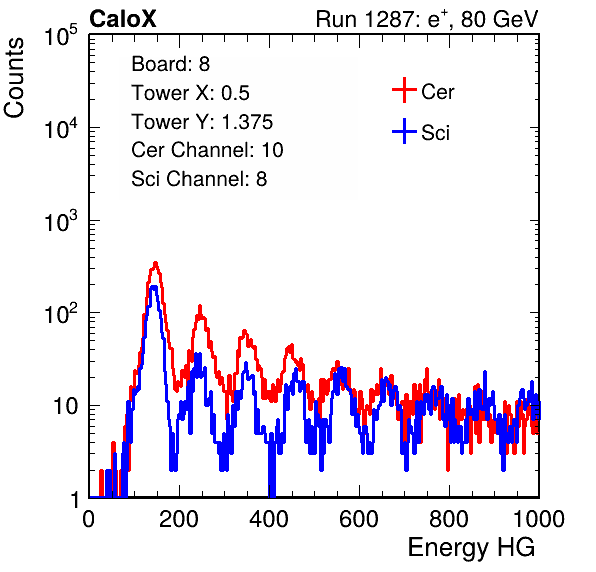 CaloX Run 1287: e⁺, 80 GeV
Counts
10⁵
10⁴
10³
10²
10
1
Board: 8
Tower X: 0.5
Tower Y: 1.375
Cer Channel: 10
Sci Channel: 8
Cer
Sci
0 200 400 600 800 1000
Energy HG